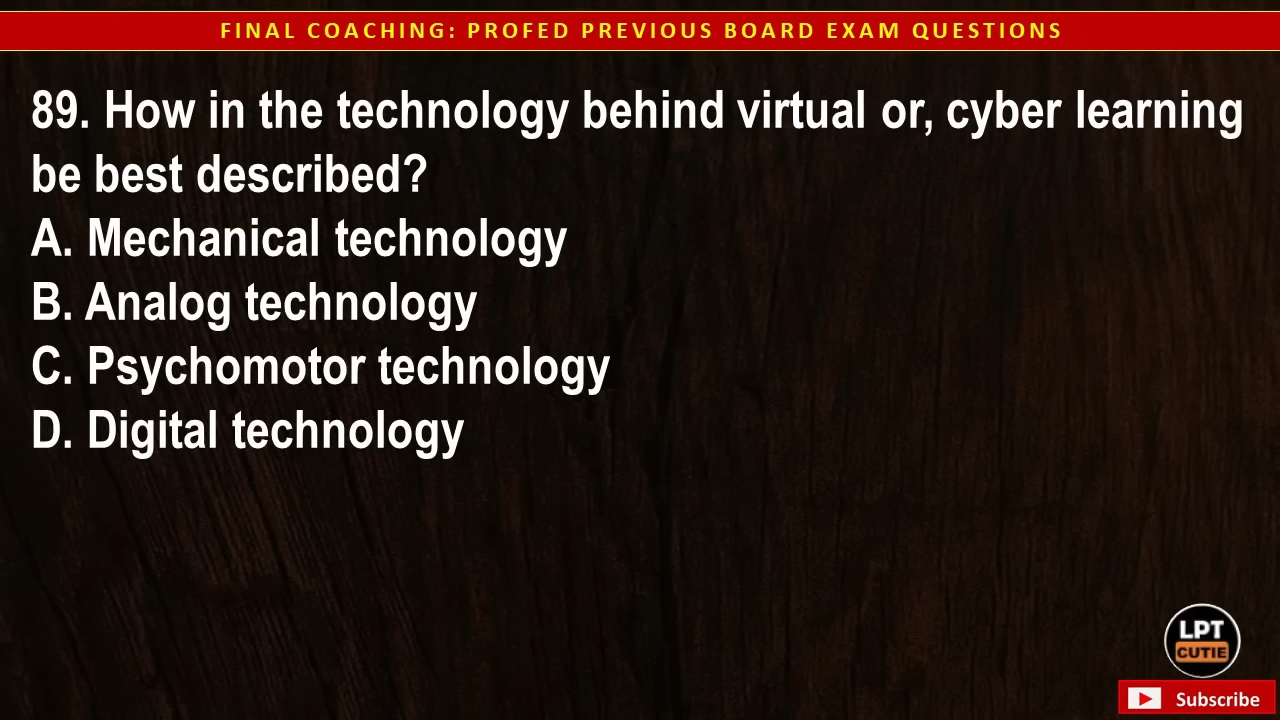 FINAL COACHING: PROFED PREVIOUS BOARD EXAM QUESTIONS
89. How in the technology behind virtual or, cyber learning
be best described?
A. Mechanical technology
B. Analog technology
C. Psychomotor technology
D. Digital technology
LPT
CUTIE
Subscribe